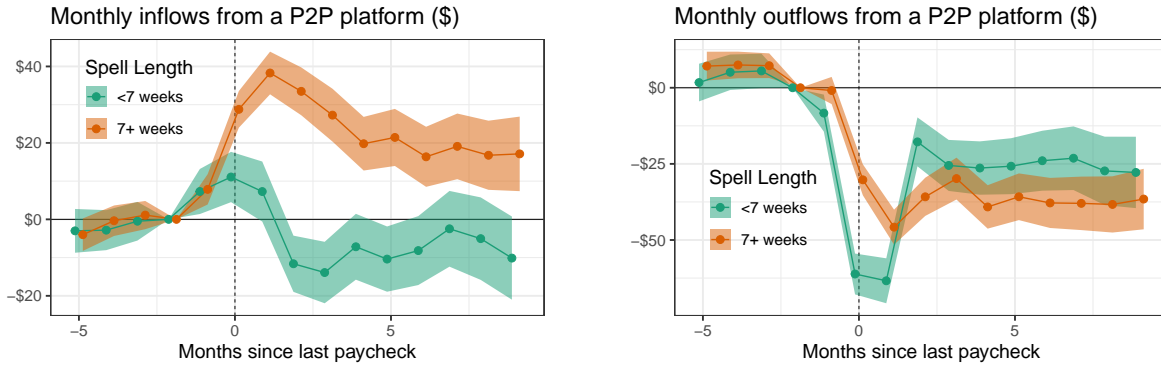 Monthly inflows from a P2P platform ($)
$40
$20
$0
−$20
Spell Length
<7 weeks
7+ weeks
−5
0
5
Months since last paycheck
Monthly outflows from a P2P platform ($)
$0
−$25
−$50
Spell Length
<7 weeks
7+ weeks
−5
0
5
Months since last paycheck